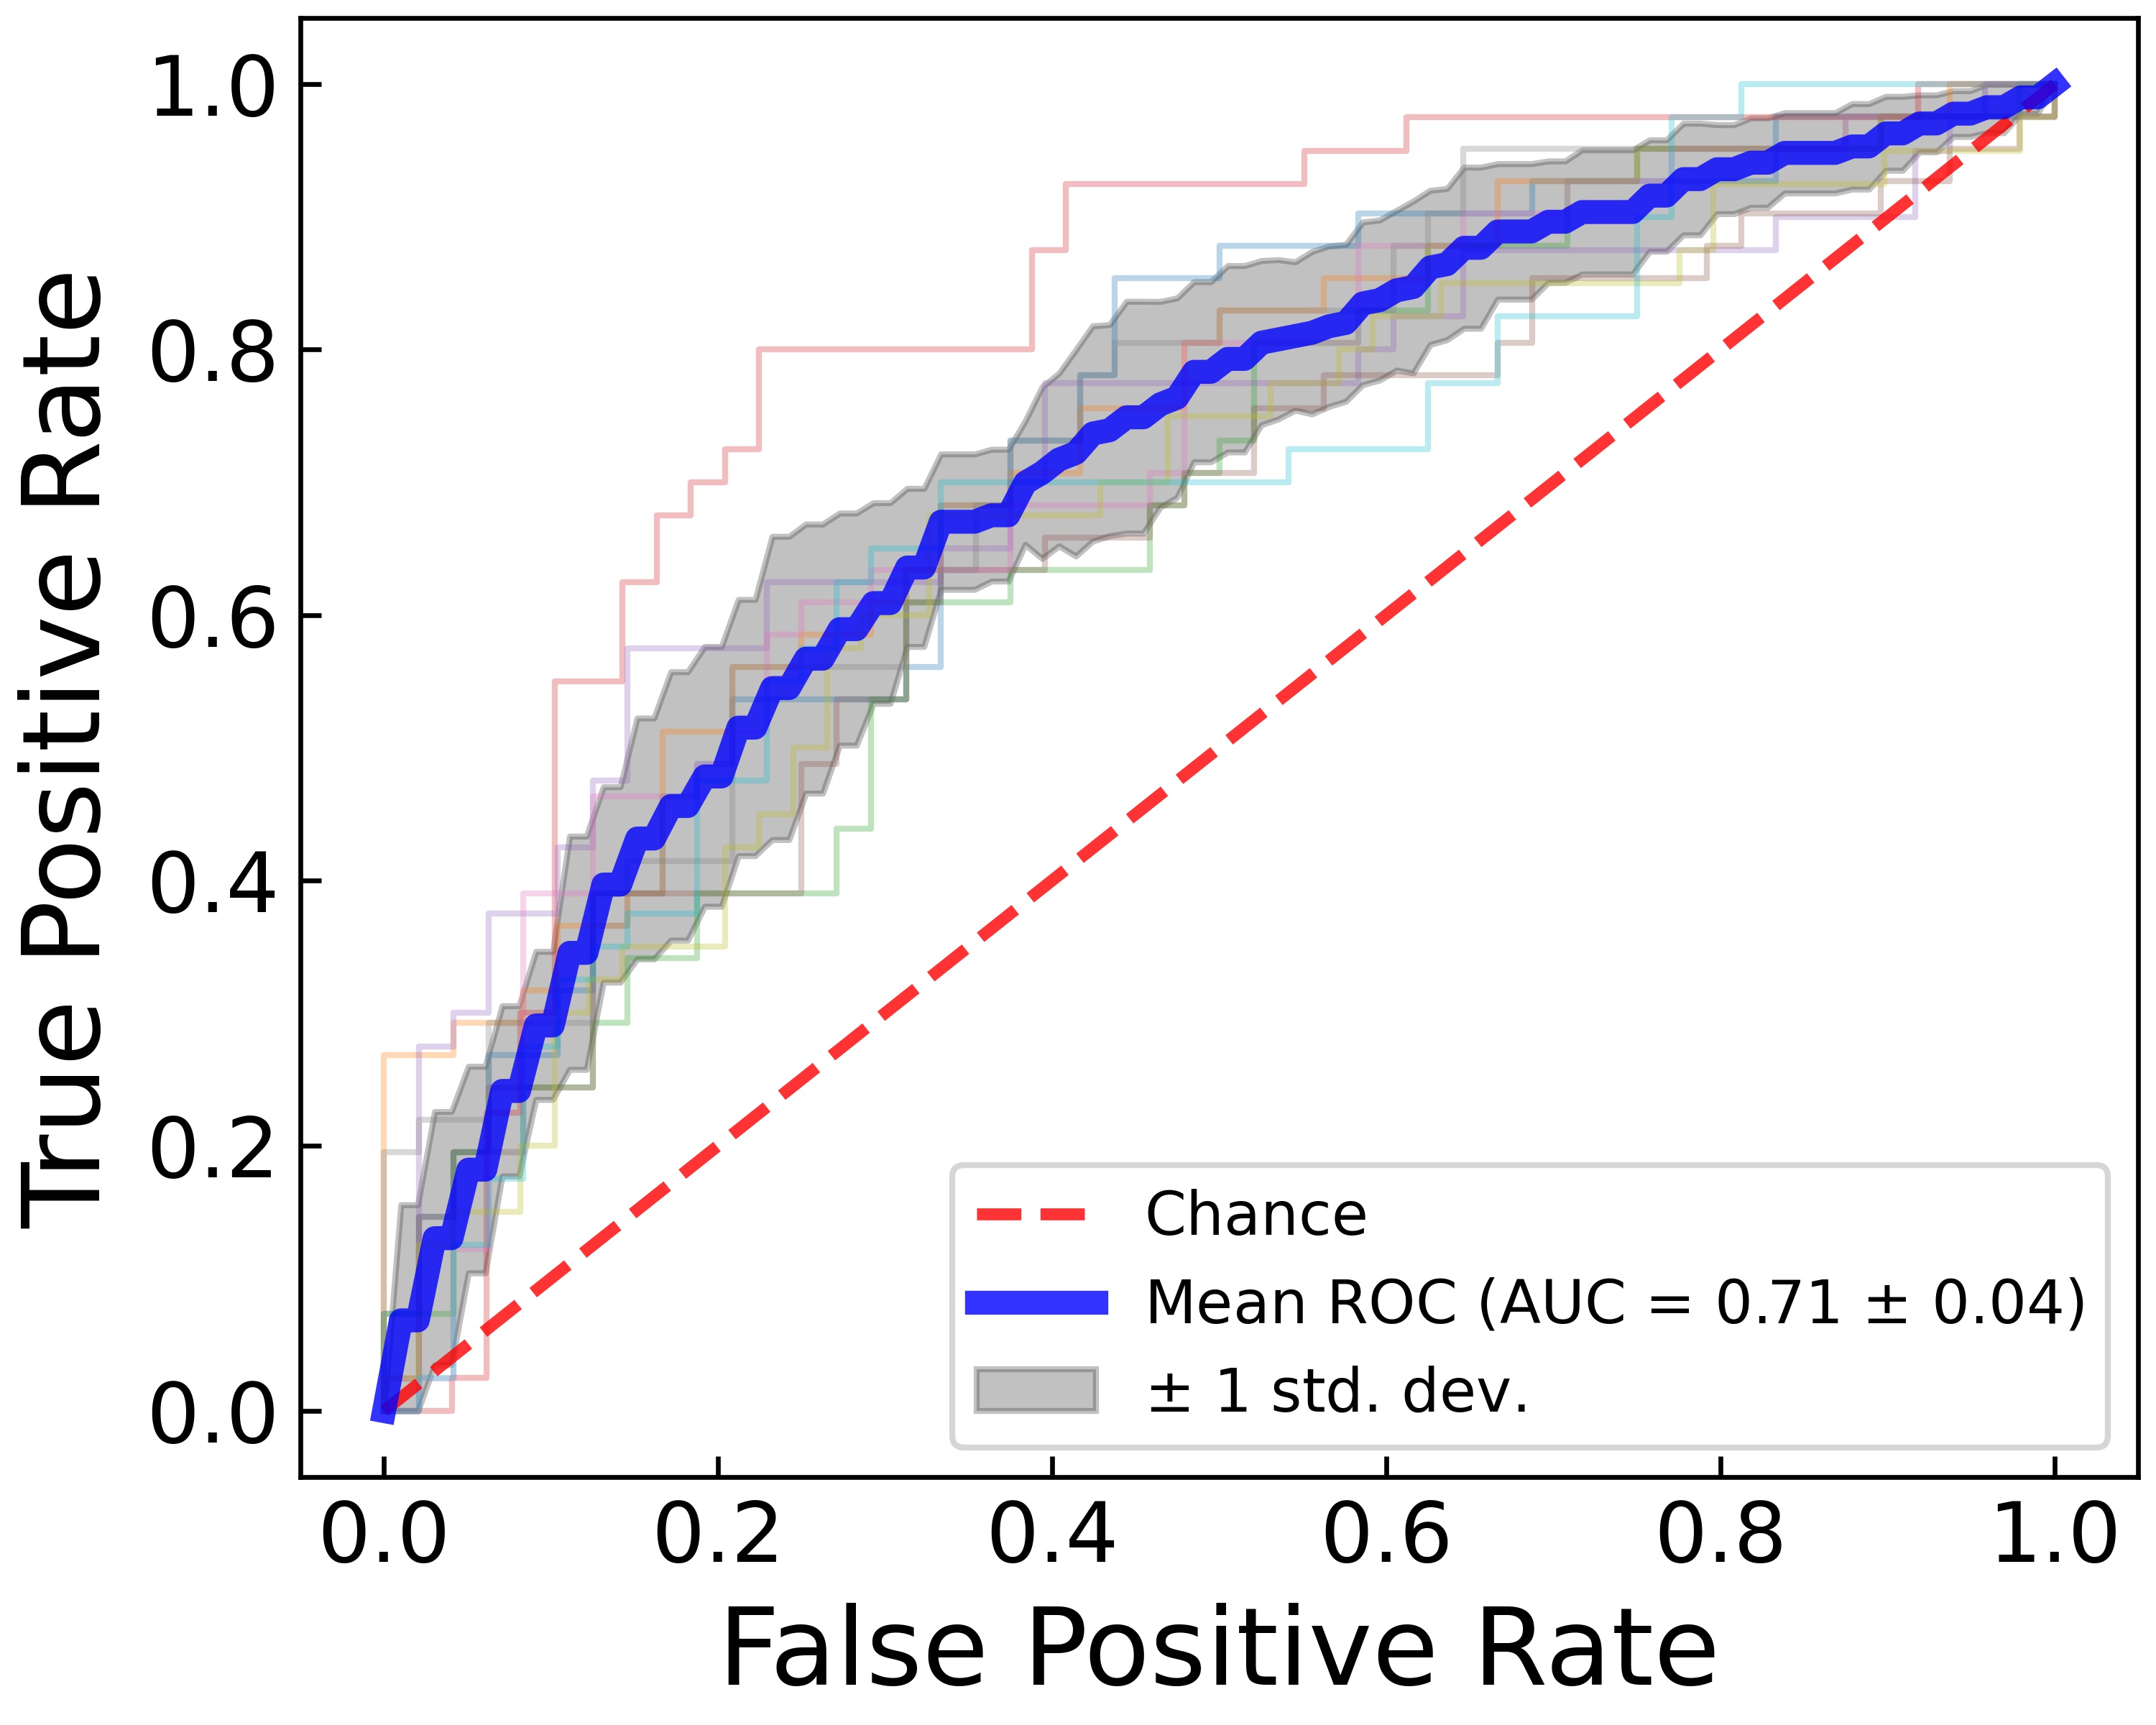 True Positive Rate
1.0
0.8
0.6
0.4
0.2
0.0
Chance
Mean ROC (AUC = 0.71 ± 0.04)
± 1 std. dev.
0.0 0.2 0.4 0.6 0.8 1.0
False Positive Rate